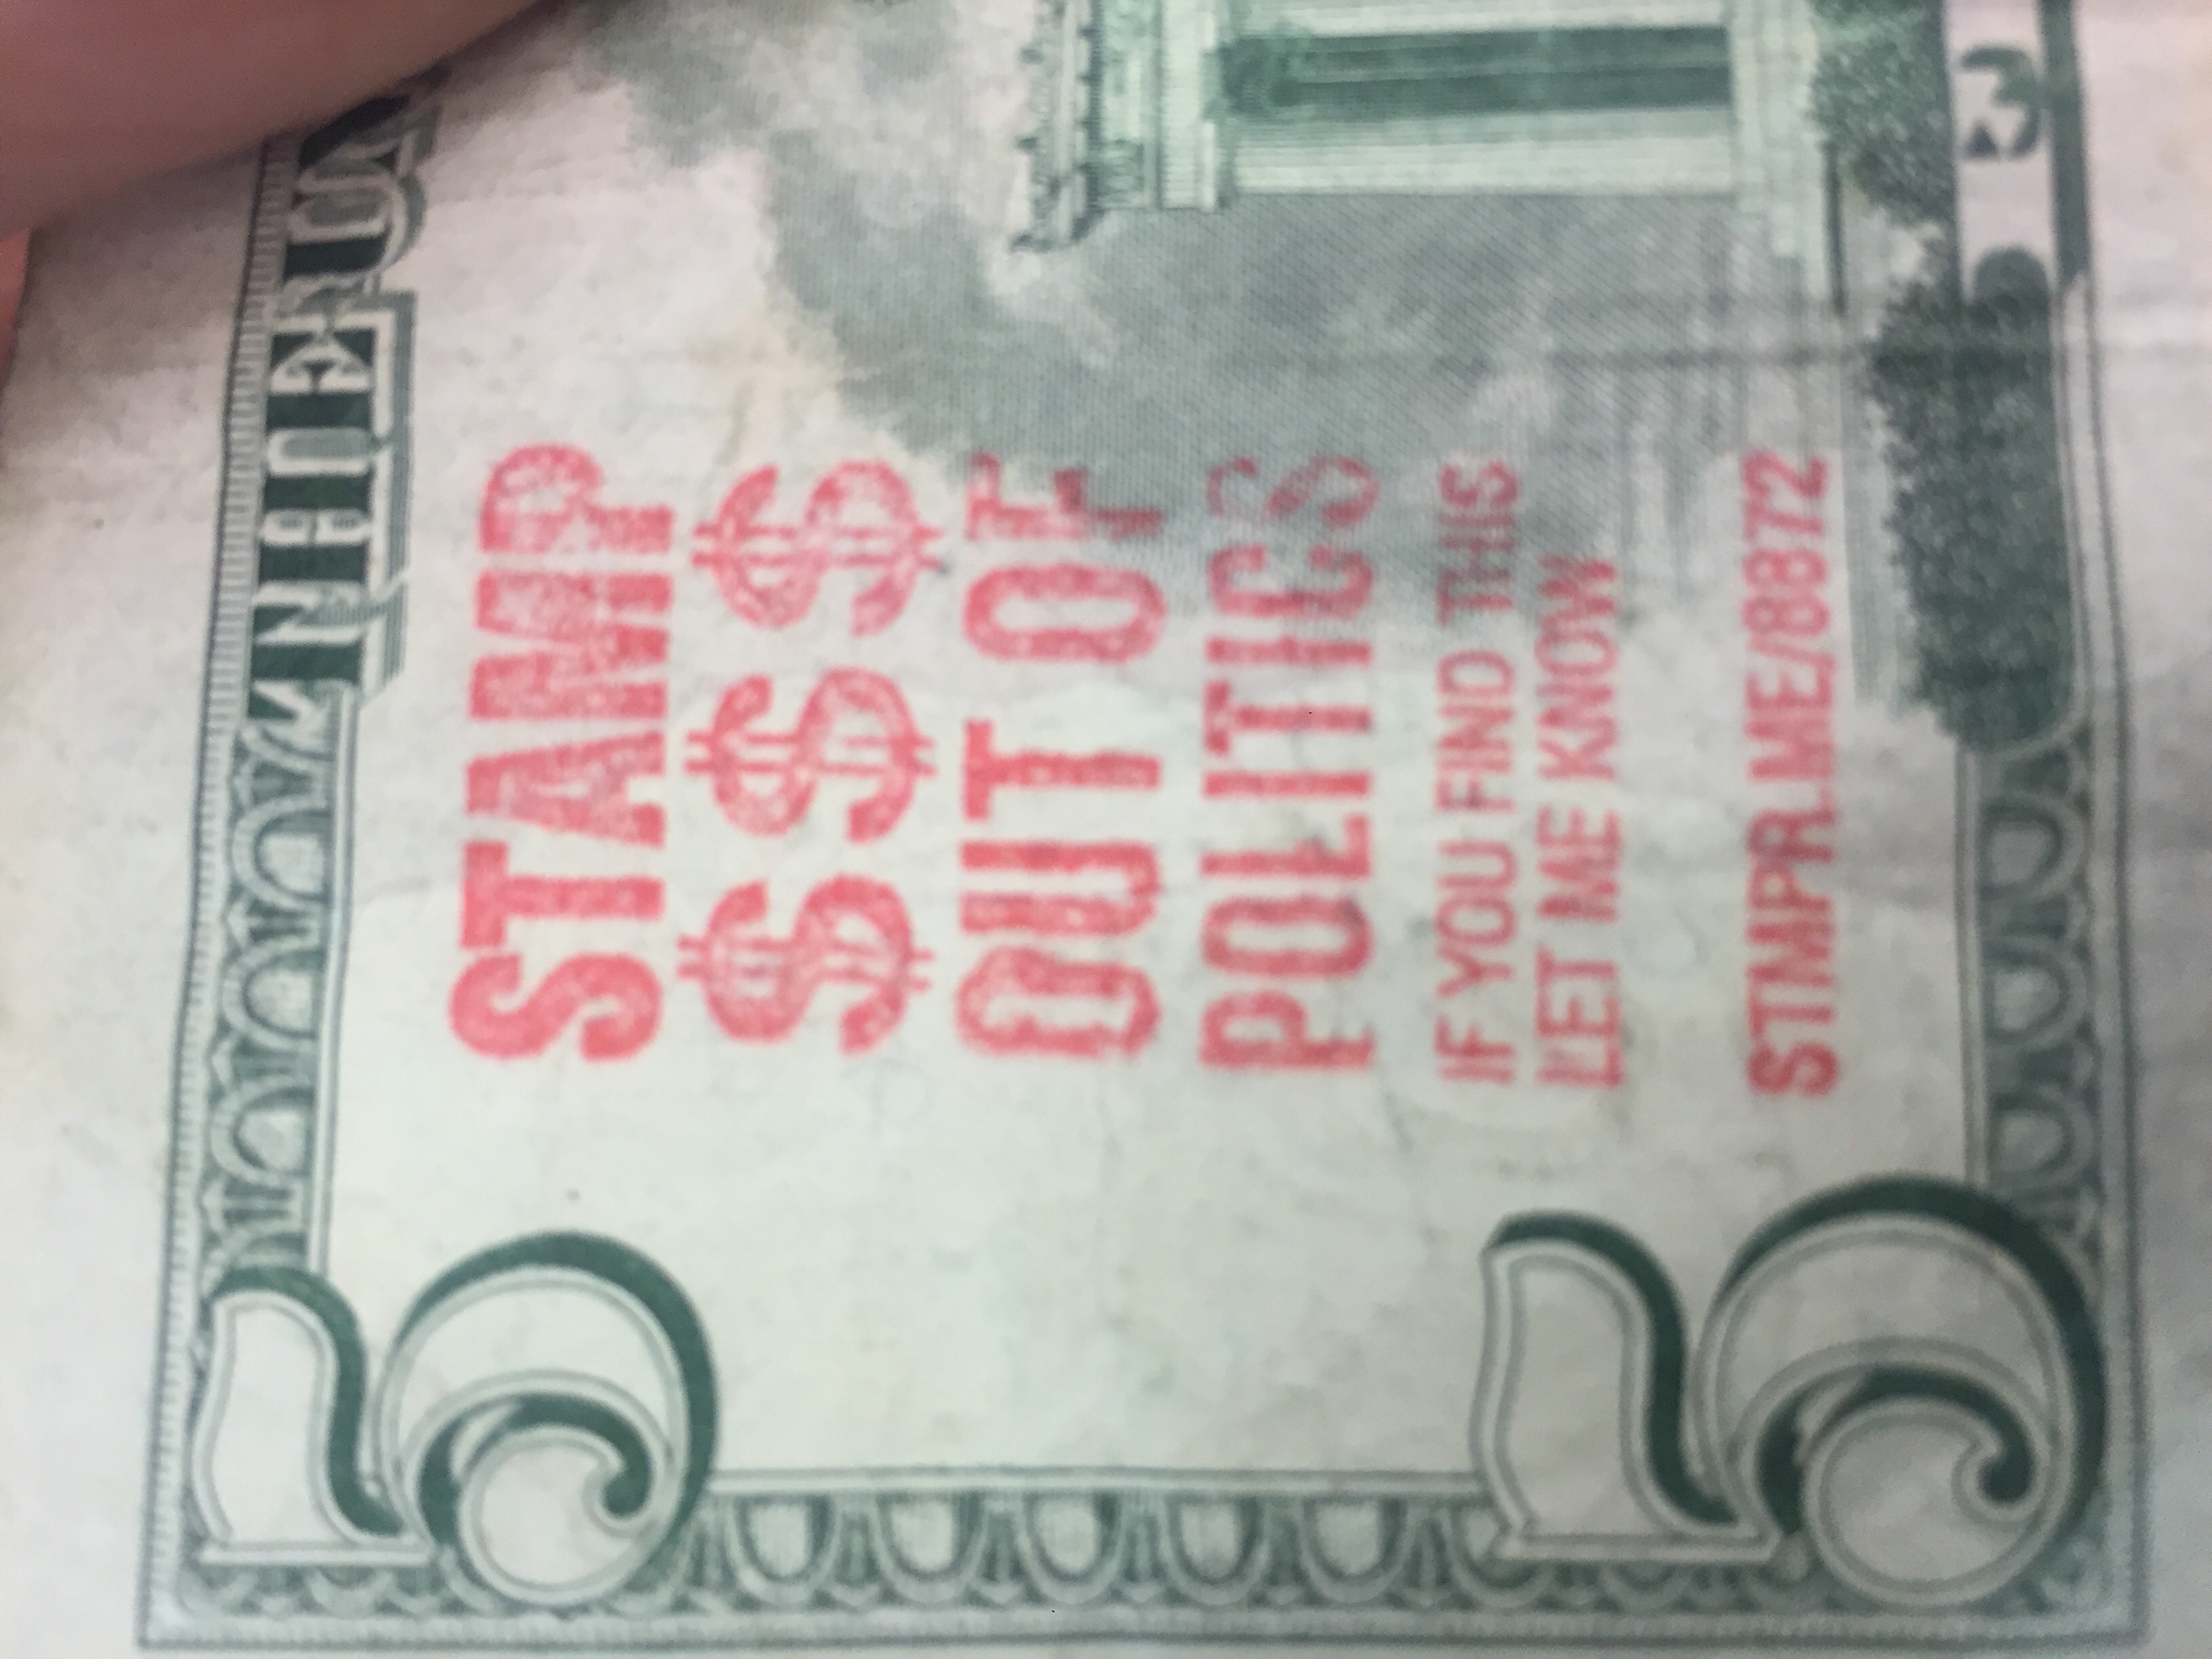 STAMP
$ $ $
OUT OF
POLITICS
IF YOU FIND THIS
LET ME KNOW
STMPR.ME/8872
5
5